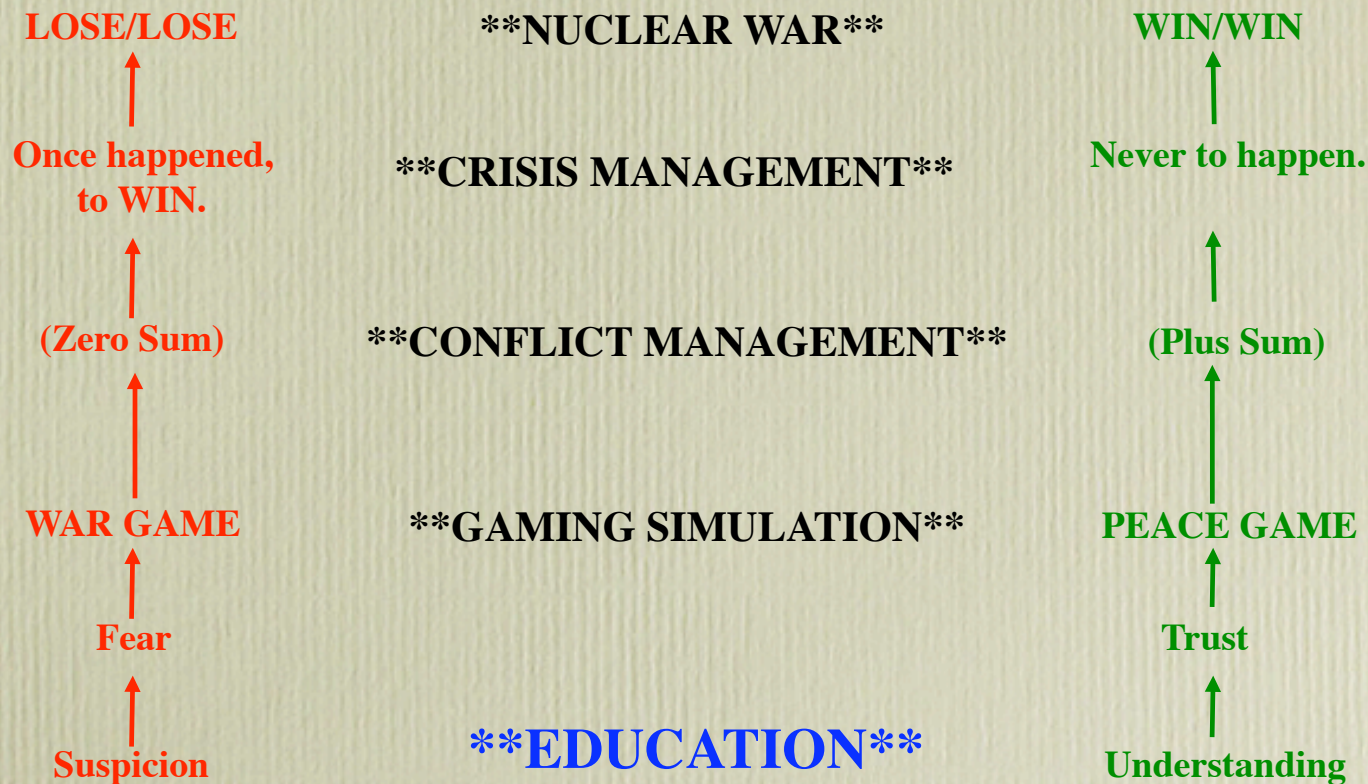 LOSE/LOSE
**NUCLEAR WAR**
WIN/WIN
Once happened,
to WIN.
**CRISIS MANAGEMENT**
Never to happen.
(Zero Sum)
**CONFLICT MANAGEMENT**
(Plus Sum)
WAR GAME
**GAMING SIMULATION**
PEACE GAME
Fear
Trust
Suspicion
**EDUCATION**
Understanding